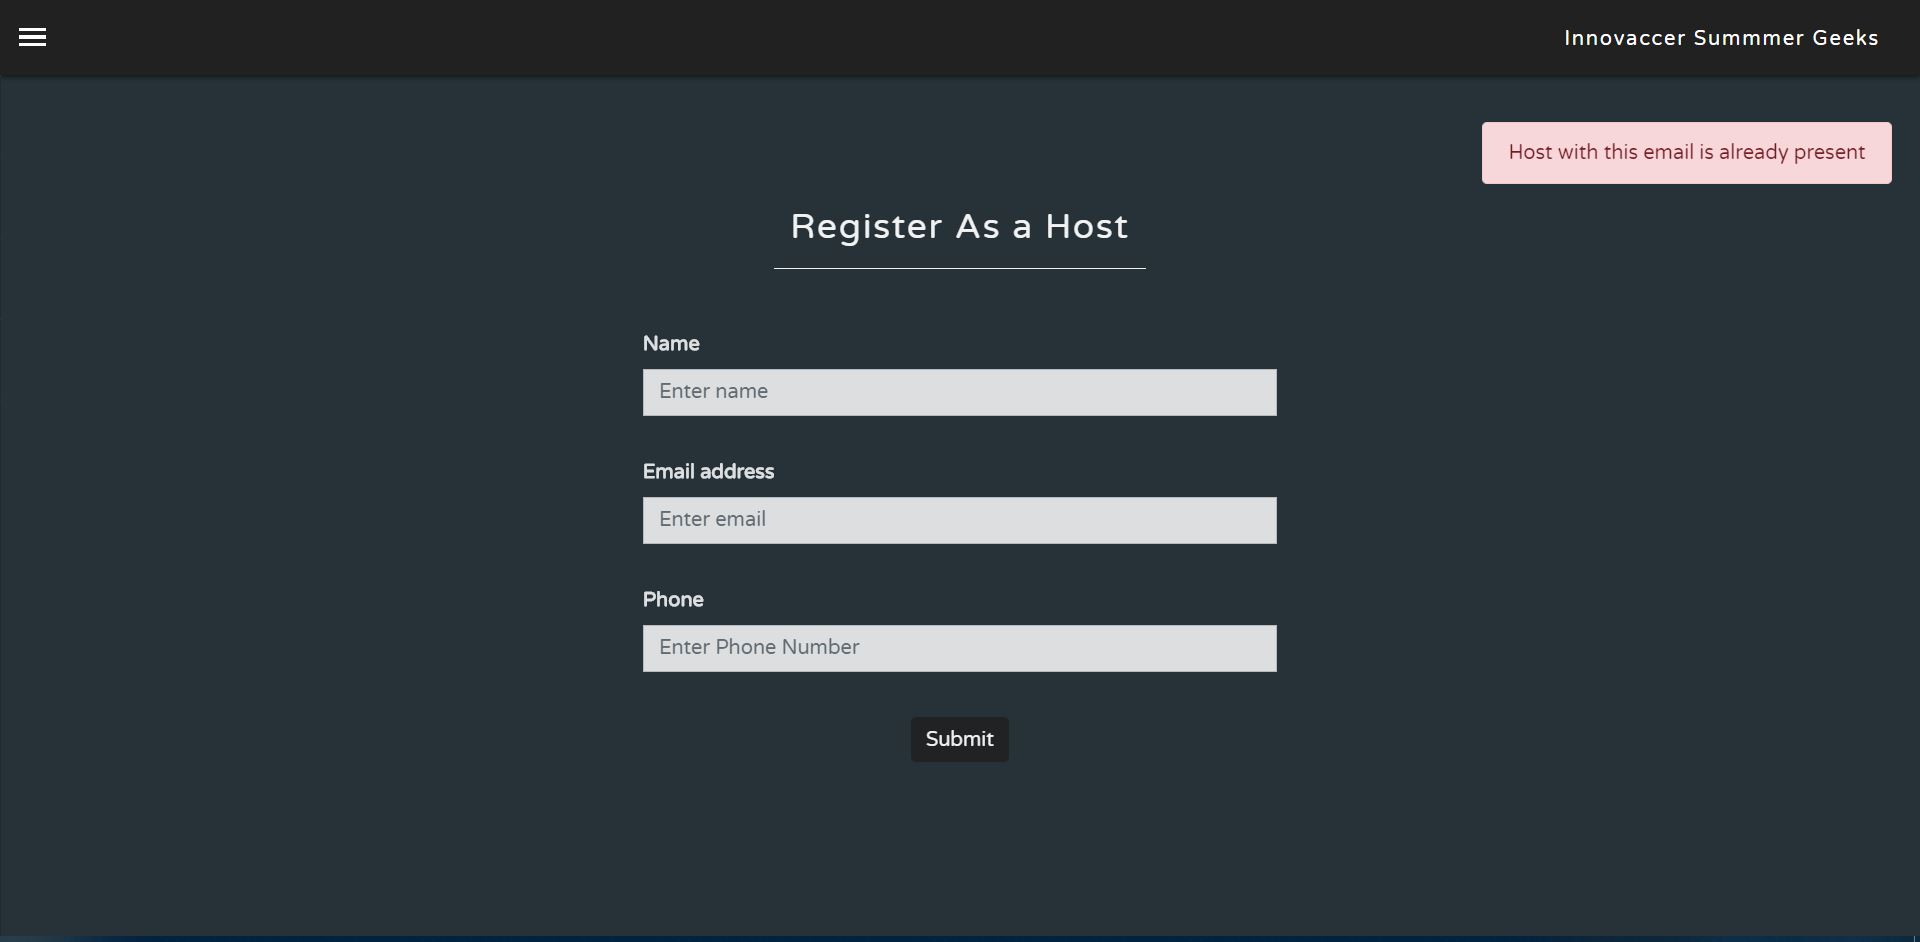 Innovaccer Summmer Geeks
Host with this email is already present
Register As a Host
Name
Enter name
Email address
Enter email
Phone
Enter Phone Number
Submit